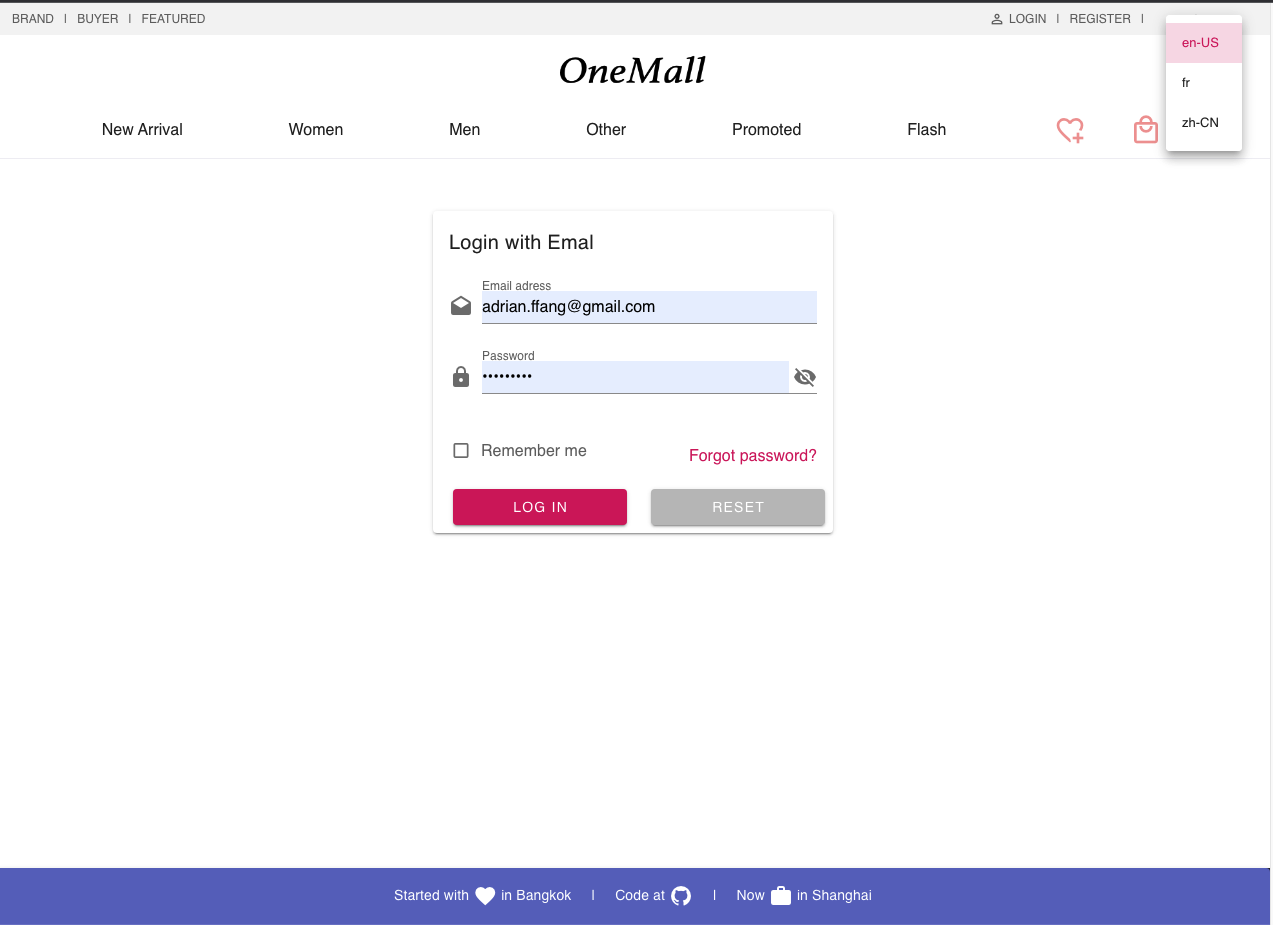 BRAND | BUYER | FEATURED
LOGIN | REGISTER |
en-US
fr
zh-CN
OneMall
New Arrival Women Men Other Promoted Flash
Login with Emal
Email adress
adrian.ffang@gmail.com
Password
•••••••••
Remember me
Forgot password?
LOG IN
RESET
Started with in Bangkok | Code at | Now in Shanghai